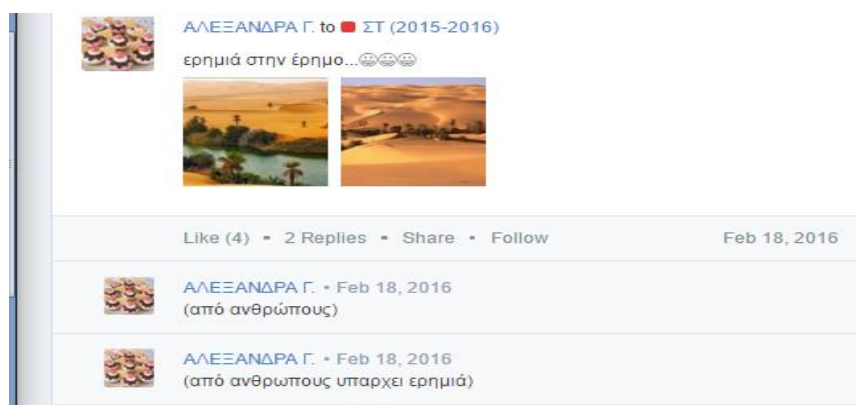 ΑΛΕΞΑΝΔΡΑ Γ. to ΣΤ (2015-2016)
ερημιά στην έρημο...😀😀😀
Like (4) • 2 Replies • Share • Follow Feb 18, 2016
ΑΛΕΞΑΝΔΡΑ Γ. • Feb 18, 2016
(από ανθρώπους)
ΑΛΕΞΑΝΔΡΑ Γ. • Feb 18, 2016
(από ανθρωπους υπαρχει ερημιά)